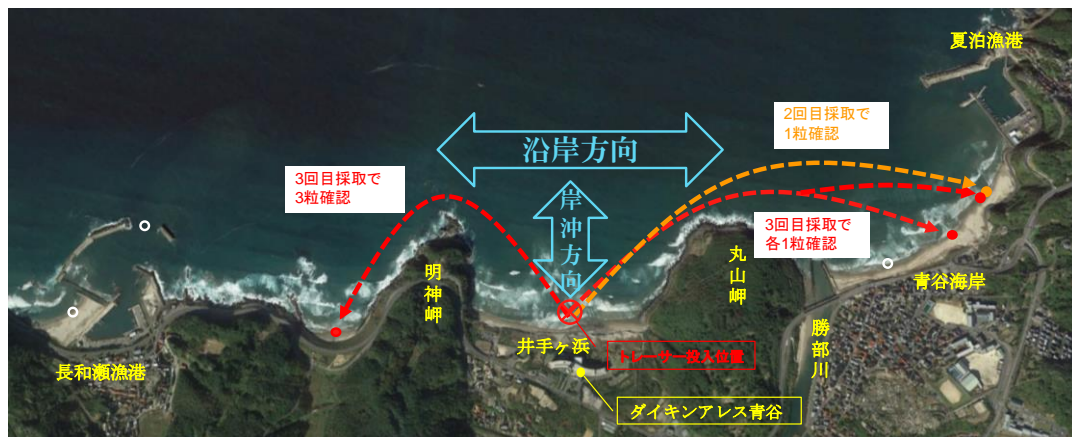 夏泊漁港
2回目採取で
1粒確認
沿岸方向
3回目採取で
3粒確認
岸沖方向
3回目採取で
各1粒確認
丸山岬
明神岬
青谷海岸
勝部川
井手ヶ浜
トレーサー投入位置
長和瀬漁港
ダイキンアレス青谷